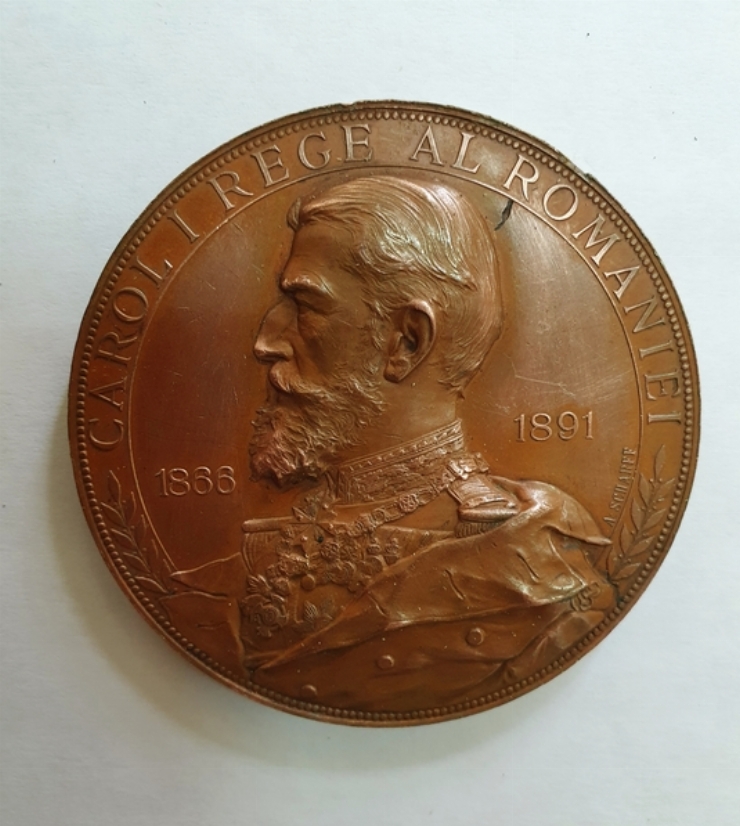 CAROL I REGE AL ROMANIEI
1866
1891
A. SCHARFF